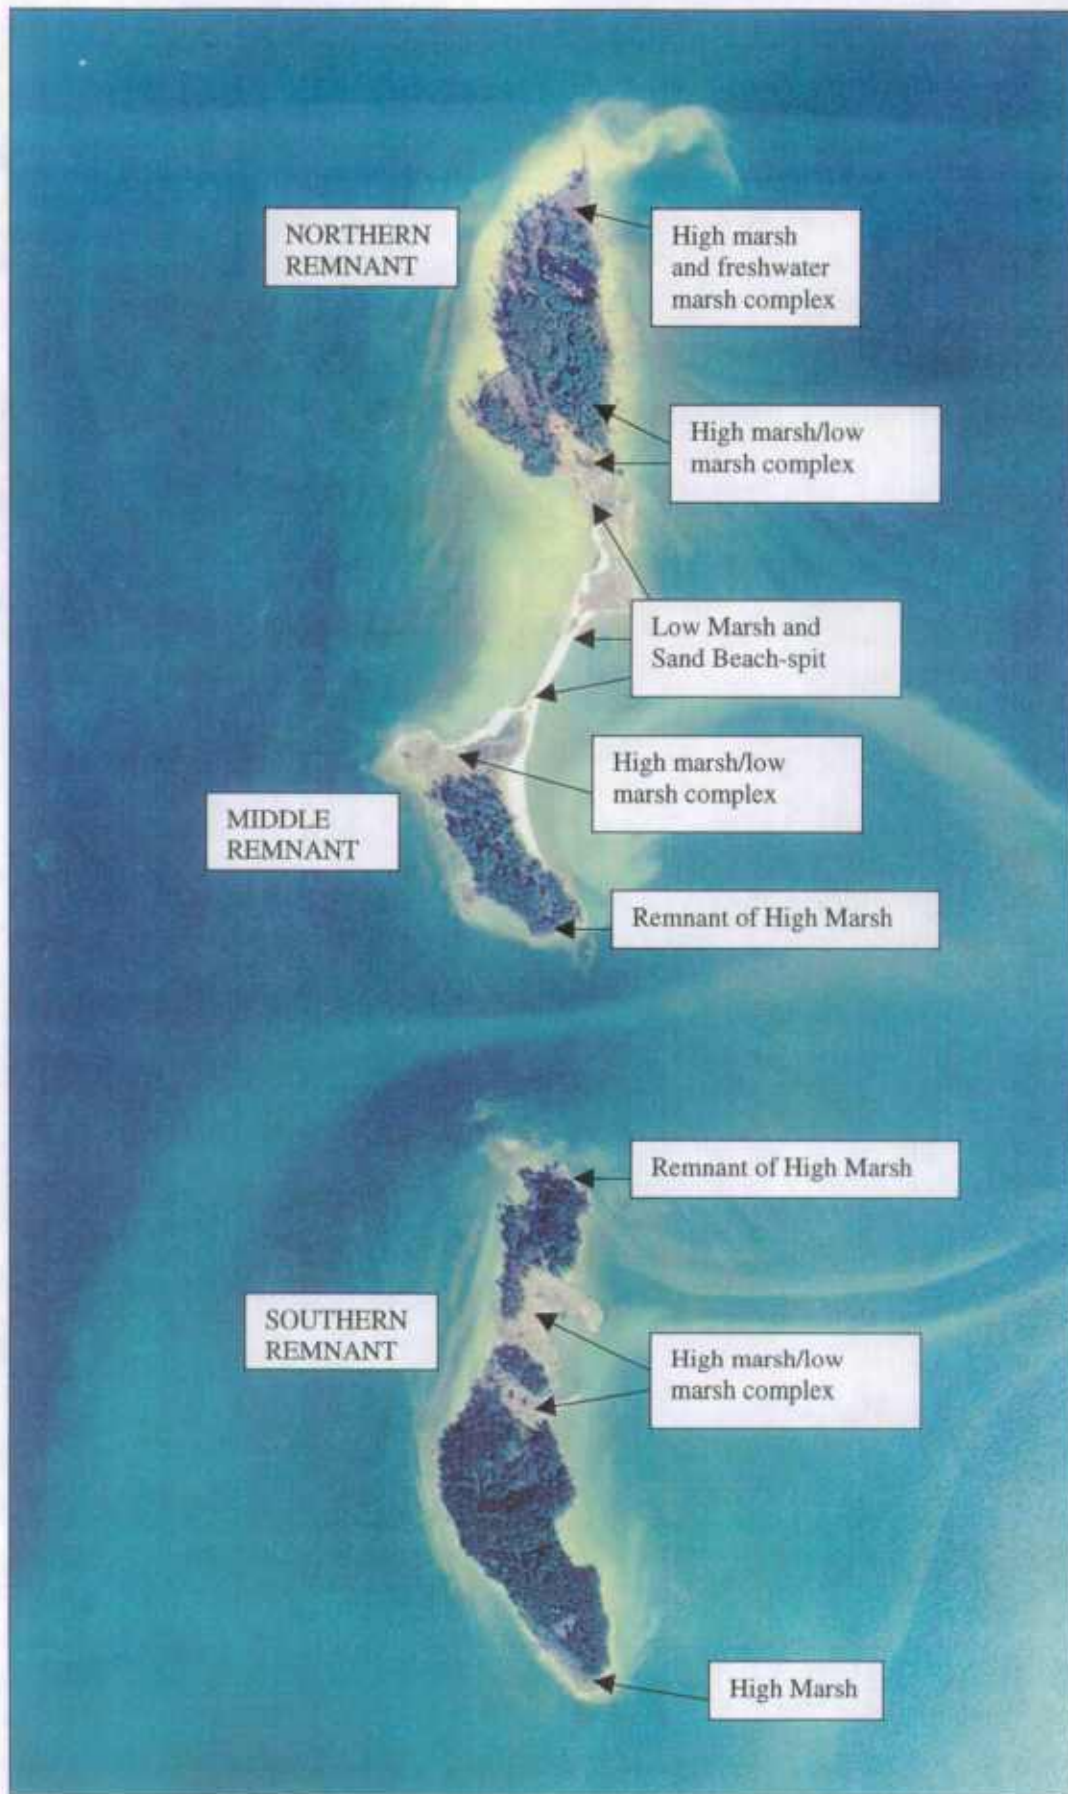 NORTHERN
REMNANT
High marsh
and freshwater
marsh complex
High marsh/low
marsh complex
Low Marsh and
Sand Beach-spit
High marsh/low
marsh complex
MIDDLE
REMNANT
Remnant of High Marsh
Remnant of High Marsh
SOUTHERN
REMNANT
High marsh/low
marsh complex
High Marsh